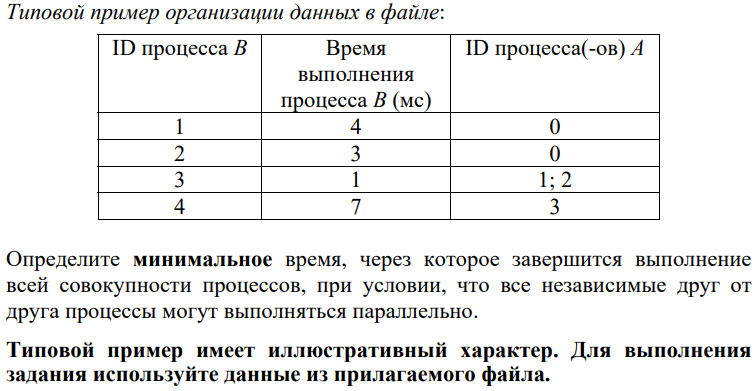 Типовой пример организации данных в файле:
ID процесса B Время выполнения процесса B (мс) ID процесса(-ов) A
1 4 0
2 3 0
3 1 1; 2
4 7 3
Определите минимальное время, через которое завершится выполнение
всей совокупности процессов, при условии, что все независимые друг от
друга процессы могут выполняться параллельно.
Типовой пример имеет иллюстративный характер. Для выполнения
задания используйте данные из прилагаемого файла.